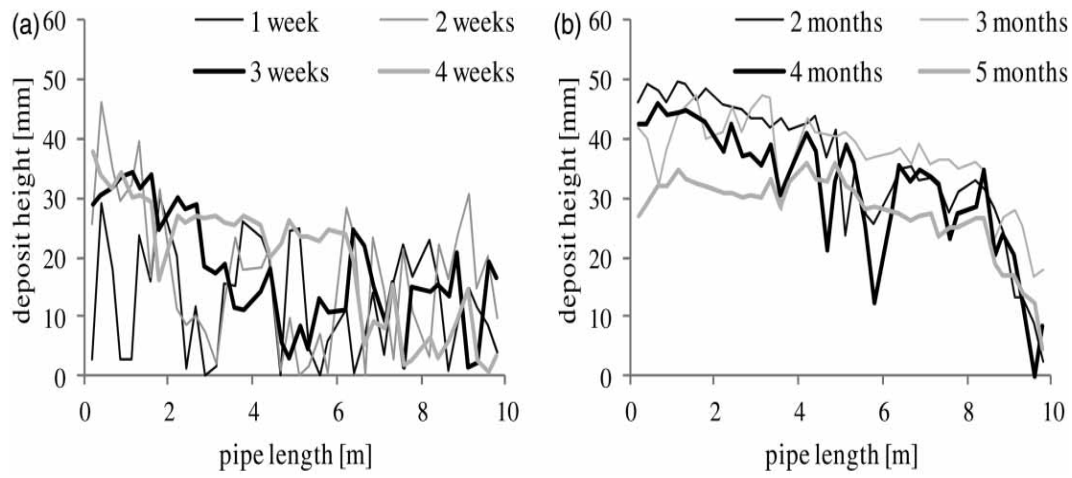 (a) 60
1 week
2 weeks
3 weeks
4 weeks
50
40
30
20
10
0
deposit height [mm]
0 2 4 6 8 10
pipe length [m]
(b) 60
2 months
3 months
4 months
5 months
50
40
30
20
10
0
deposit height [mm]
0 2 4 6 8 10
pipe length [m]